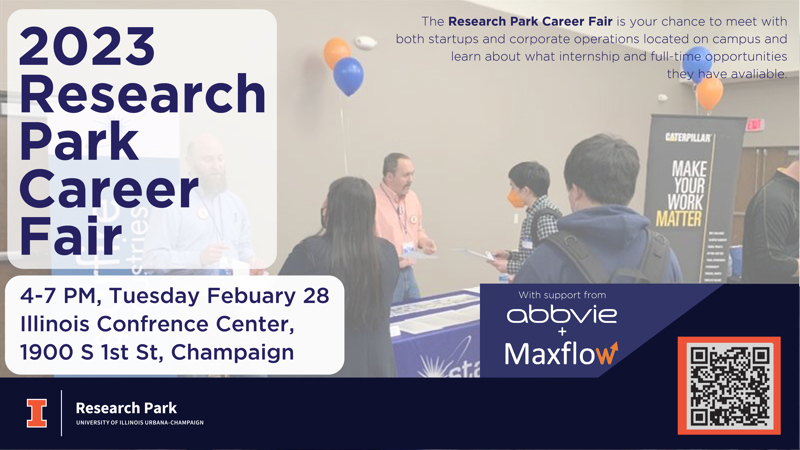 2023
Research
Park
Career
Fair
The Research Park Career Fair is your chance to meet with
both startups and corporate operations located on campus and
learn about what internship and full-time opportunities
they have avaliable.
CATERPILLAR
MAKE
YOUR
WORK
MATTER
EXIT
4-7 PM, Tuesday Febuary 28
Illinois Confrence Center,
1900 S 1st St, Champaign
With support from
abbvie
+
Maxflow
sta
I
Research Park
UNIVERSITY OF ILLINOIS URBANA-CHAMPAIGN